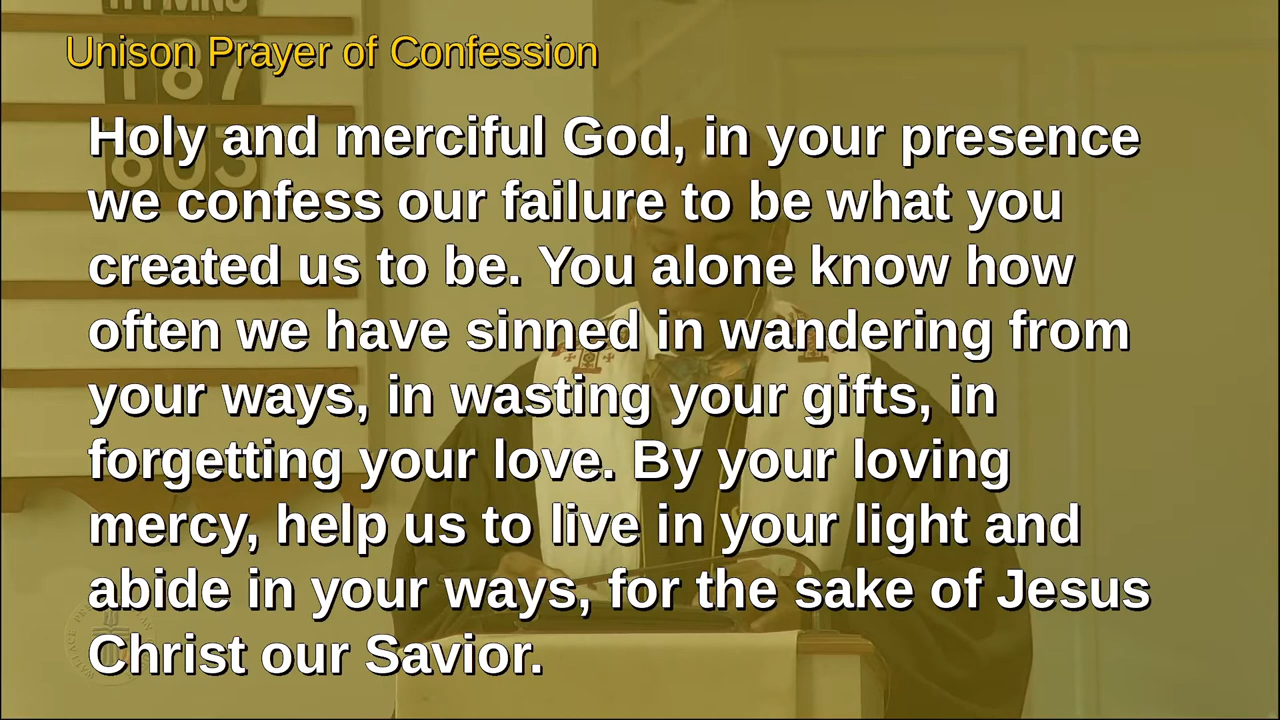 HYMNS
Unison Prayer of Confession
187
Holy and merciful God, in your presence
603
we confess our failure to be what you
created us to be. You alone know how
often we have sinned in wandering from
your ways, in wasting your gifts, in
forgetting your love. By your loving
mercy, help us to live in your light and
abide in your ways, for the sake of Jesus
Christ our Savior.